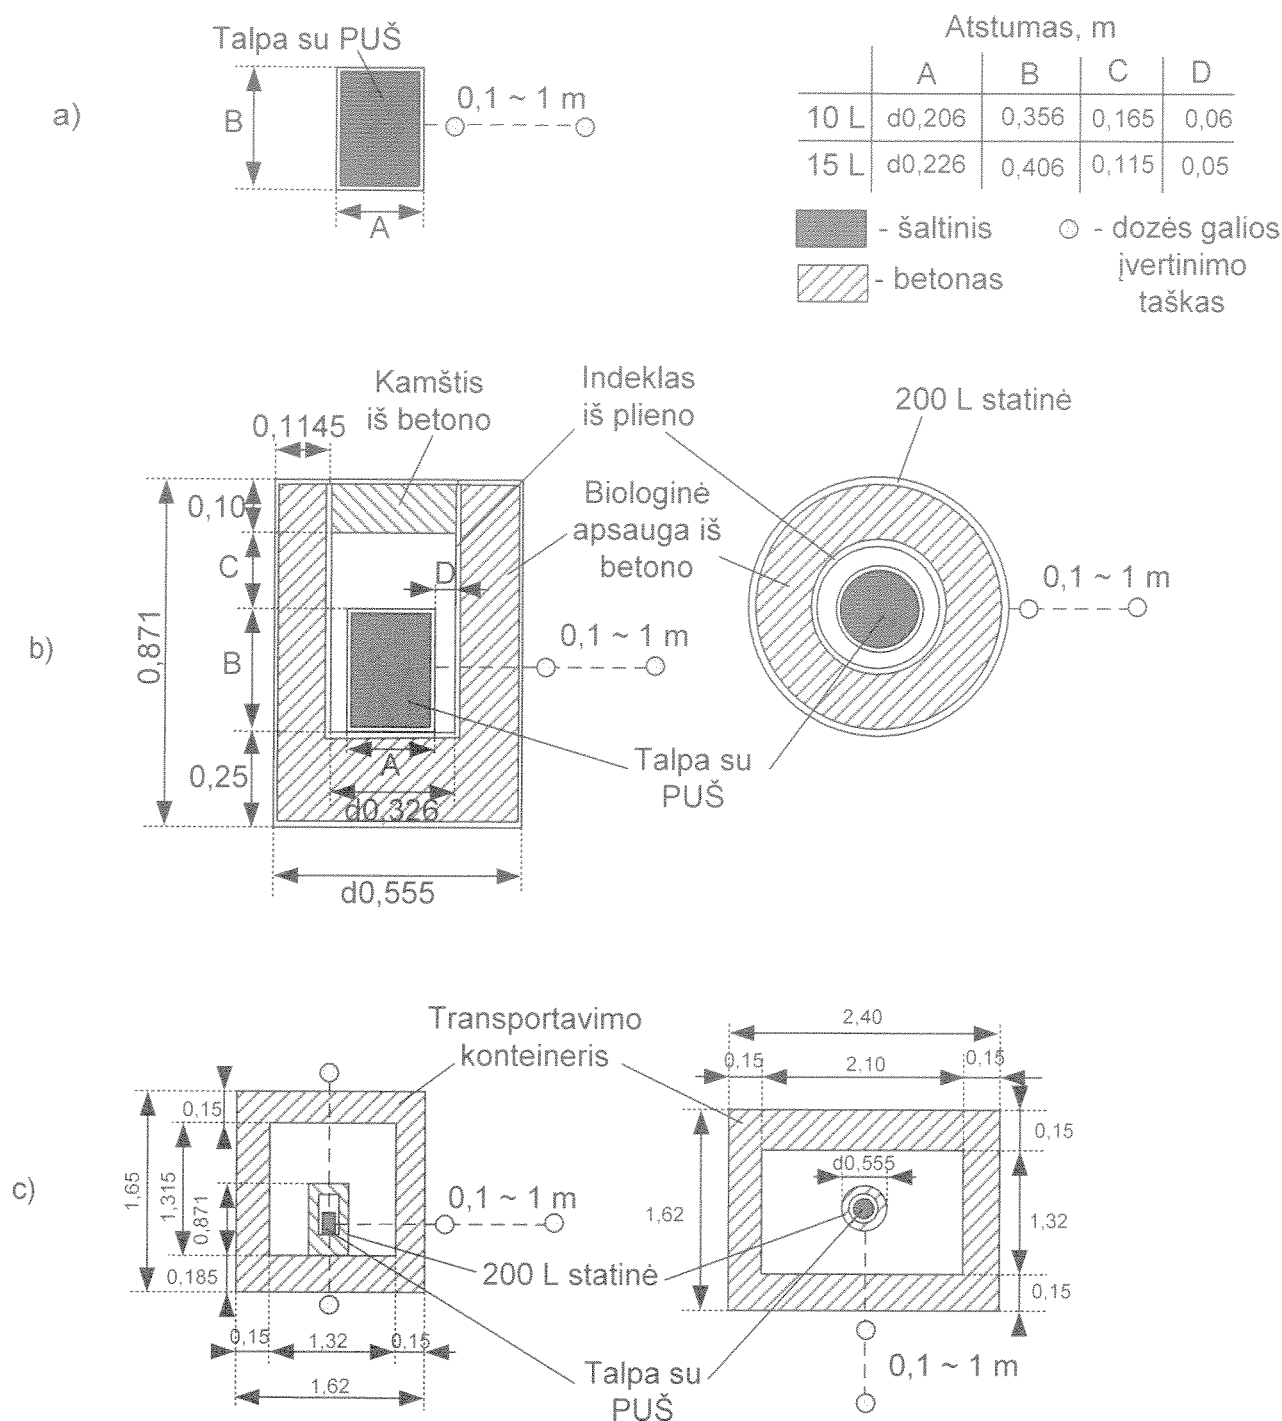 Talpa su PUŠ
a)
B
A
0,1 ~ 1 m
Atstumas, m
A B C D
10 L d0,206 0,356 0,165 0,06
15 L d0,226 0,406 0,115 0,05
- šaltinis
- betonas
- dozės galios
įvertinimo
taškas
b)
Kamštis
iš betono
Indeklas
iš plieno
200 L statinė
0,1145
0,10
C
D
B
0,871
0,25
A
d0,326
d0,555
Biologinė
apsauga iš
betono
0,1 ~ 1 m
0,1 ~ 1 m
Talpa su
PUŠ
c)
Transportavimo
konteineris
0,15
1,65
1,315
0,871
0,185
0,15
1,32
0,15
1,62
0,1 ~ 1 m
200 L statinė
Talpa su
PUŠ
2,40
0,15
2,10
0,15
d0,555
1,62
0,15
1,32
0,15
0,1 ~ 1 m